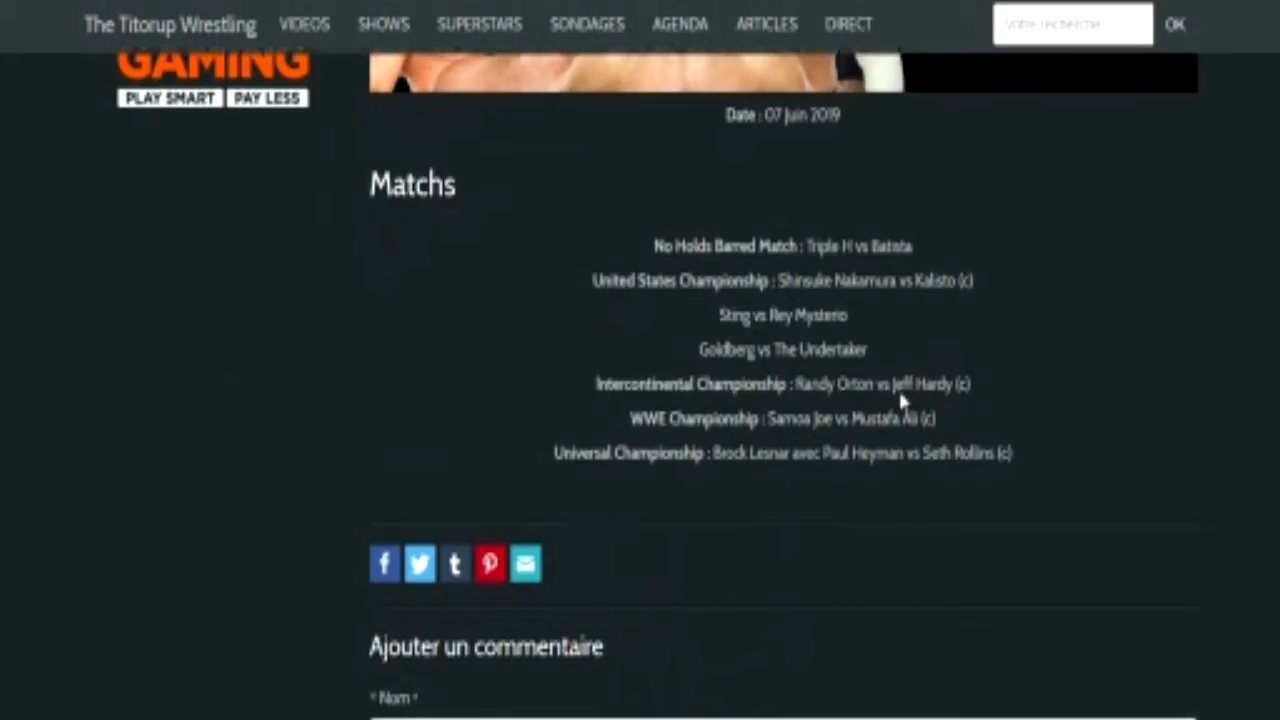 The Titorup Wrestling VIDEOS SHOWS SUPERSTARS SONDAGES AGENDA ARTICLES DIRECT Votre recherche... OK
GAMING
PLAY SMART PAY LESS
Date : 07 Juin 2019
Matchs
No Holds Barred Match : Triple H vs Batista
United States Championship : Shinsuke Nakamura vs Kalisto (c)
Sting vs Rey Mysterio
Goldberg vs The Undertaker
Intercontinental Championship : Randy Orton vs Jeff Hardy (c)
WWE Championship : Samoa Joe vs Mustafa Ali (c)
Universal Championship : Brock Lesnar avec Paul Heyman vs Seth Rollins (c)
Ajouter un commentaire
* Nom *